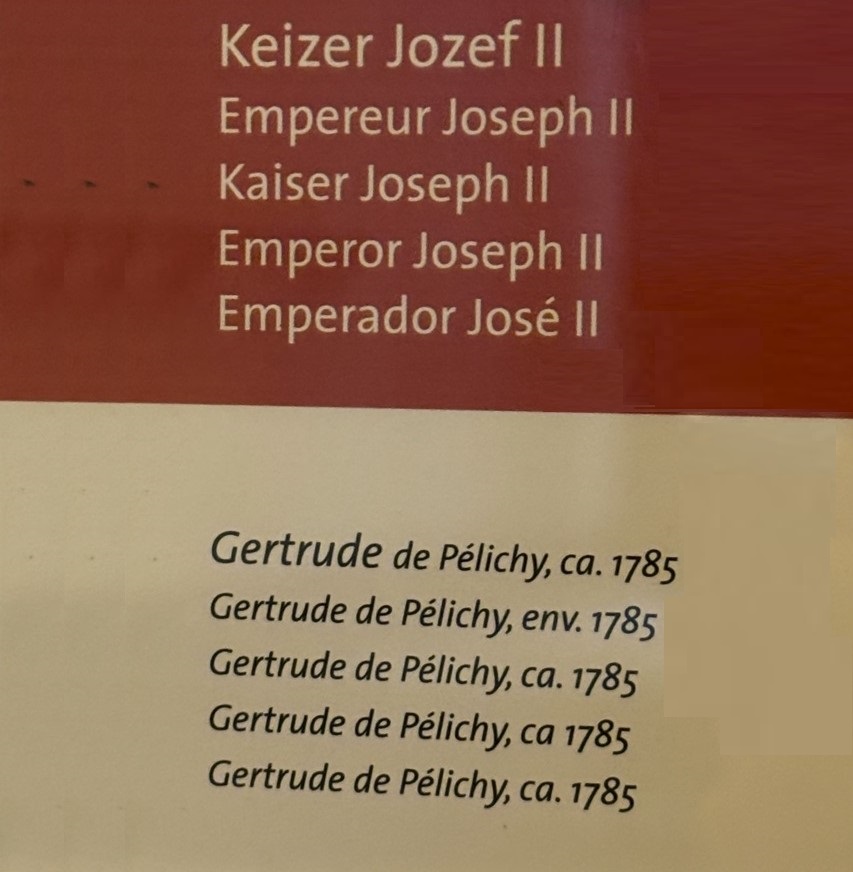 Keizer Jozef II
Empereur Joseph II
Kaiser Joseph II
Emperor Joseph II
Emperador José II
Gertrude de Pélichy, ca. 1785
Gertrude de Pélichy, env. 1785
Gertrude de Pélichy, ca. 1785
Gertrude de Pélichy, ca 1785
Gertrude de Pélichy, ca. 1785